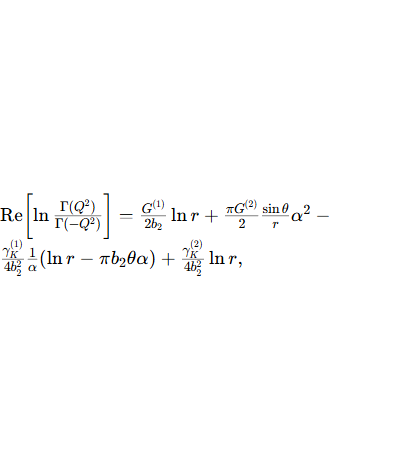 Re[ln Γ(Q²)/Γ(−Q²)] = G⁽¹⁾/2b₂ ln r + πG⁽²⁾/2 sin θ/r α² −
γ_K⁽¹⁾/4b₂² 1/α (ln r − πb₂θα) + γ_K⁽²⁾/4b₂² ln r,